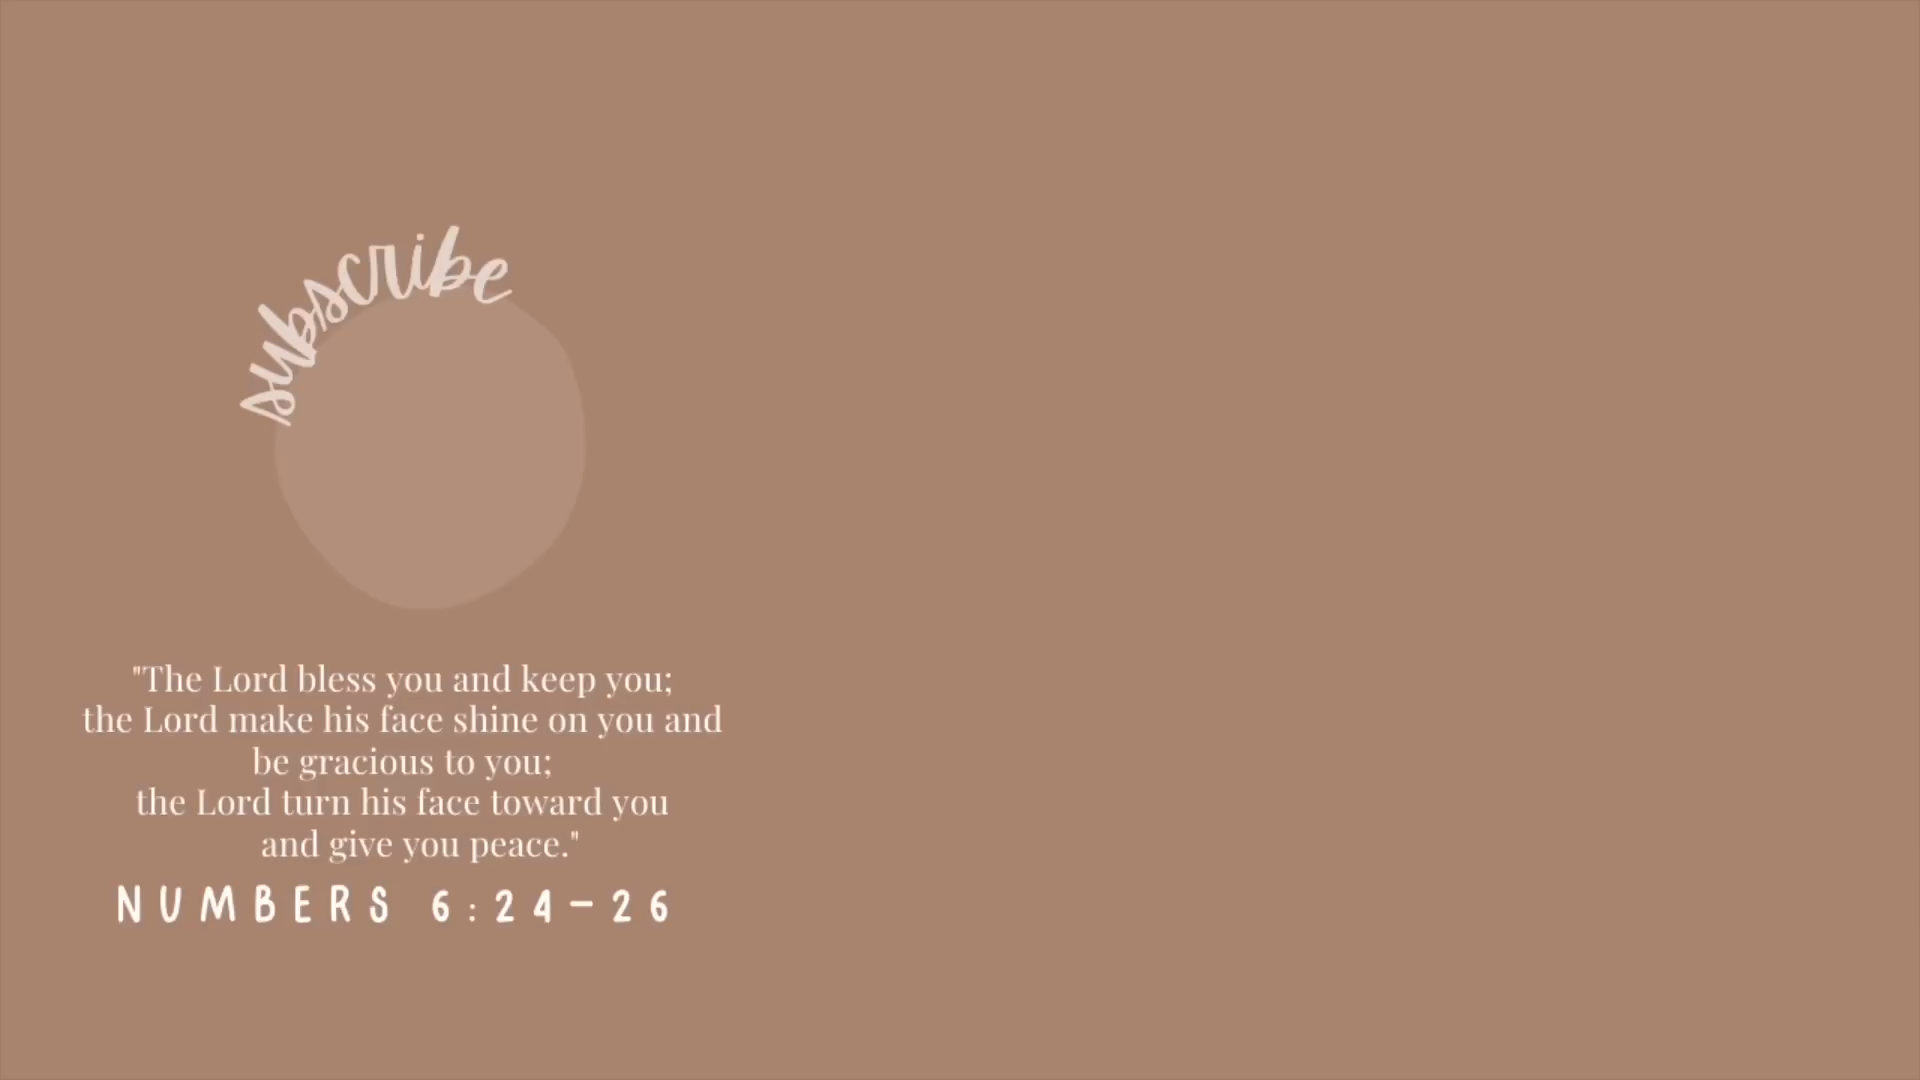 subscribe
"The Lord bless you and keep you;
the Lord make his face shine on you and
be gracious to you;
the Lord turn his face toward you
and give you peace."
NUMBERS 6:24-26